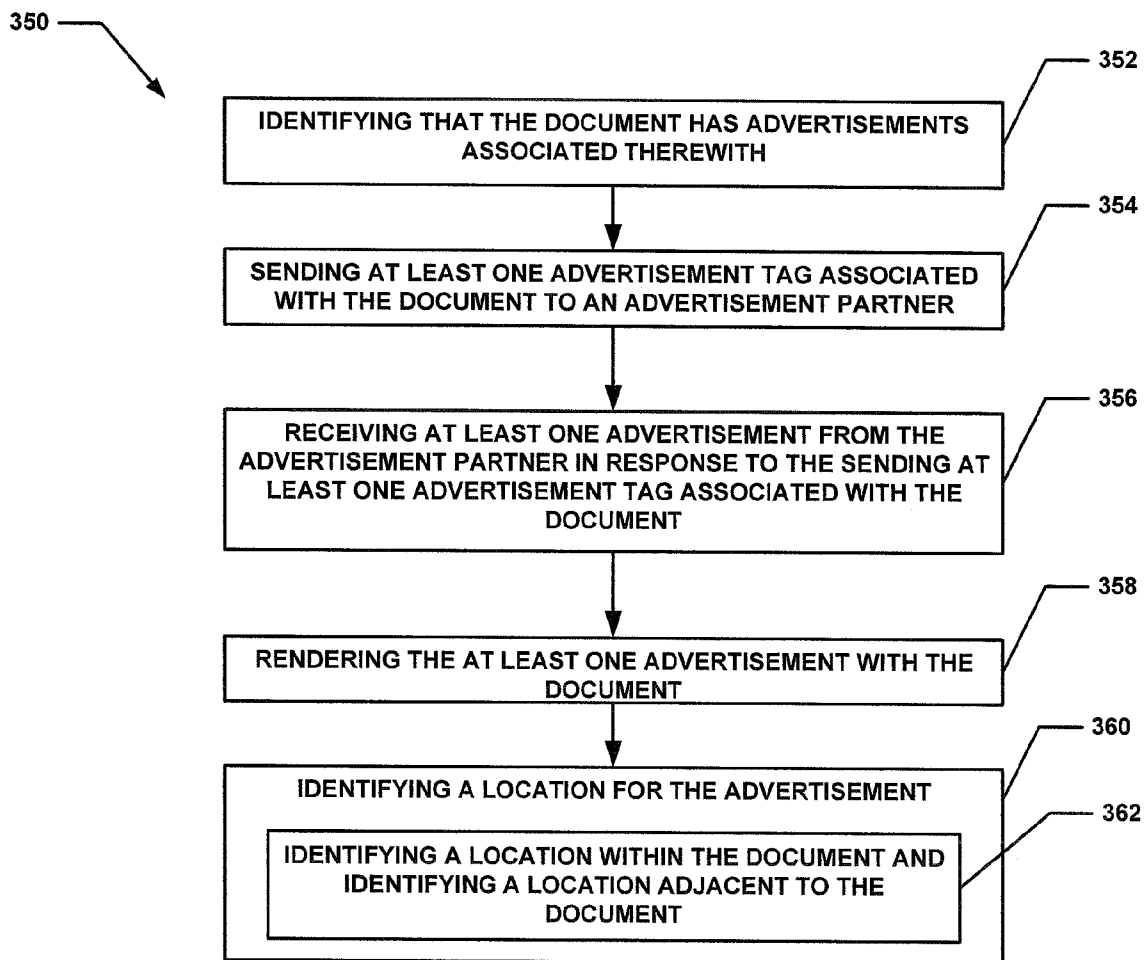 350
352
IDENTIFYING THAT THE DOCUMENT HAS ADVERTISEMENTS
ASSOCIATED THEREWITH
354
SENDING AT LEAST ONE ADVERTISEMENT TAG ASSOCIATED
WITH THE DOCUMENT TO AN ADVERTISEMENT PARTNER
356
RECEIVING AT LEAST ONE ADVERTISEMENT FROM THE
ADVERTISEMENT PARTNER IN RESPONSE TO THE SENDING AT
LEAST ONE ADVERTISEMENT TAG ASSOCIATED WITH THE
DOCUMENT
358
RENDERING THE AT LEAST ONE ADVERTISEMENT WITH THE
DOCUMENT
360
IDENTIFYING A LOCATION FOR THE ADVERTISEMENT
362
IDENTIFYING A LOCATION WITHIN THE DOCUMENT AND
IDENTIFYING A LOCATION ADJACENT TO THE
DOCUMENT